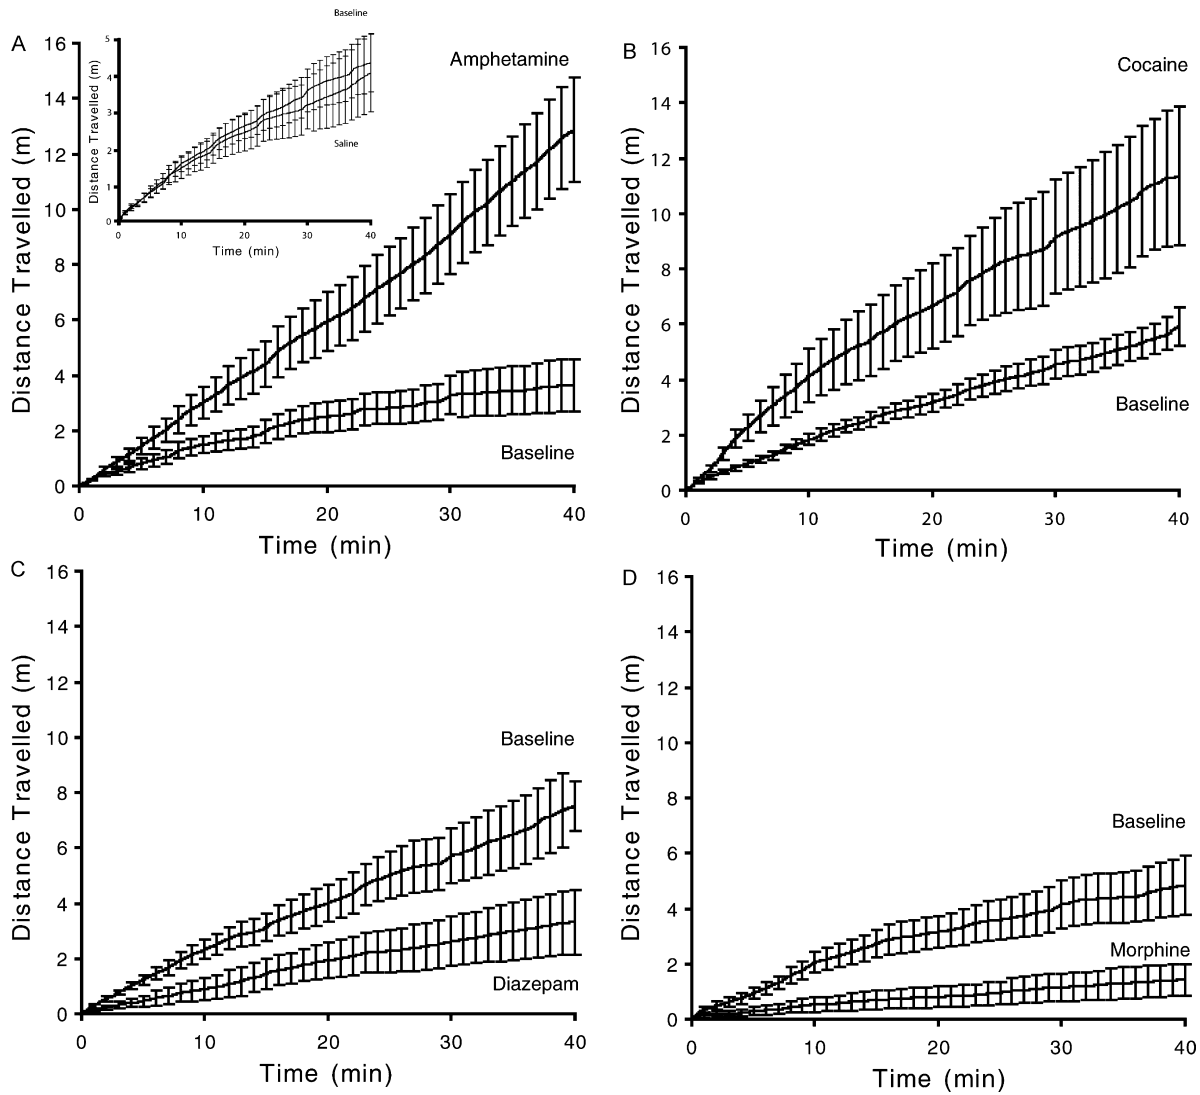 A
16
14
12
10
8
6
4
2
0
Distance Travelled (m)
0
10
20
30
40
Time (min)
Amphetamine
Baseline
Baseline
5
4
3
2
1
0
Distance Travelled (m)
Saline
0
10
20
30
40
Time (min)
B
16
14
12
10
8
6
4
2
0
Distance Travelled (m)
Cocaine
Baseline
0
10
20
30
40
Time (min)
C
16
14
12
10
8
6
4
2
0
Distance Travelled (m)
Baseline
Diazepam
0
10
20
30
40
Time (min)
D
16
14
12
10
8
6
4
2
0
Distance Travelled (m)
Baseline
Morphine
0
10
20
30
40
Time (min)